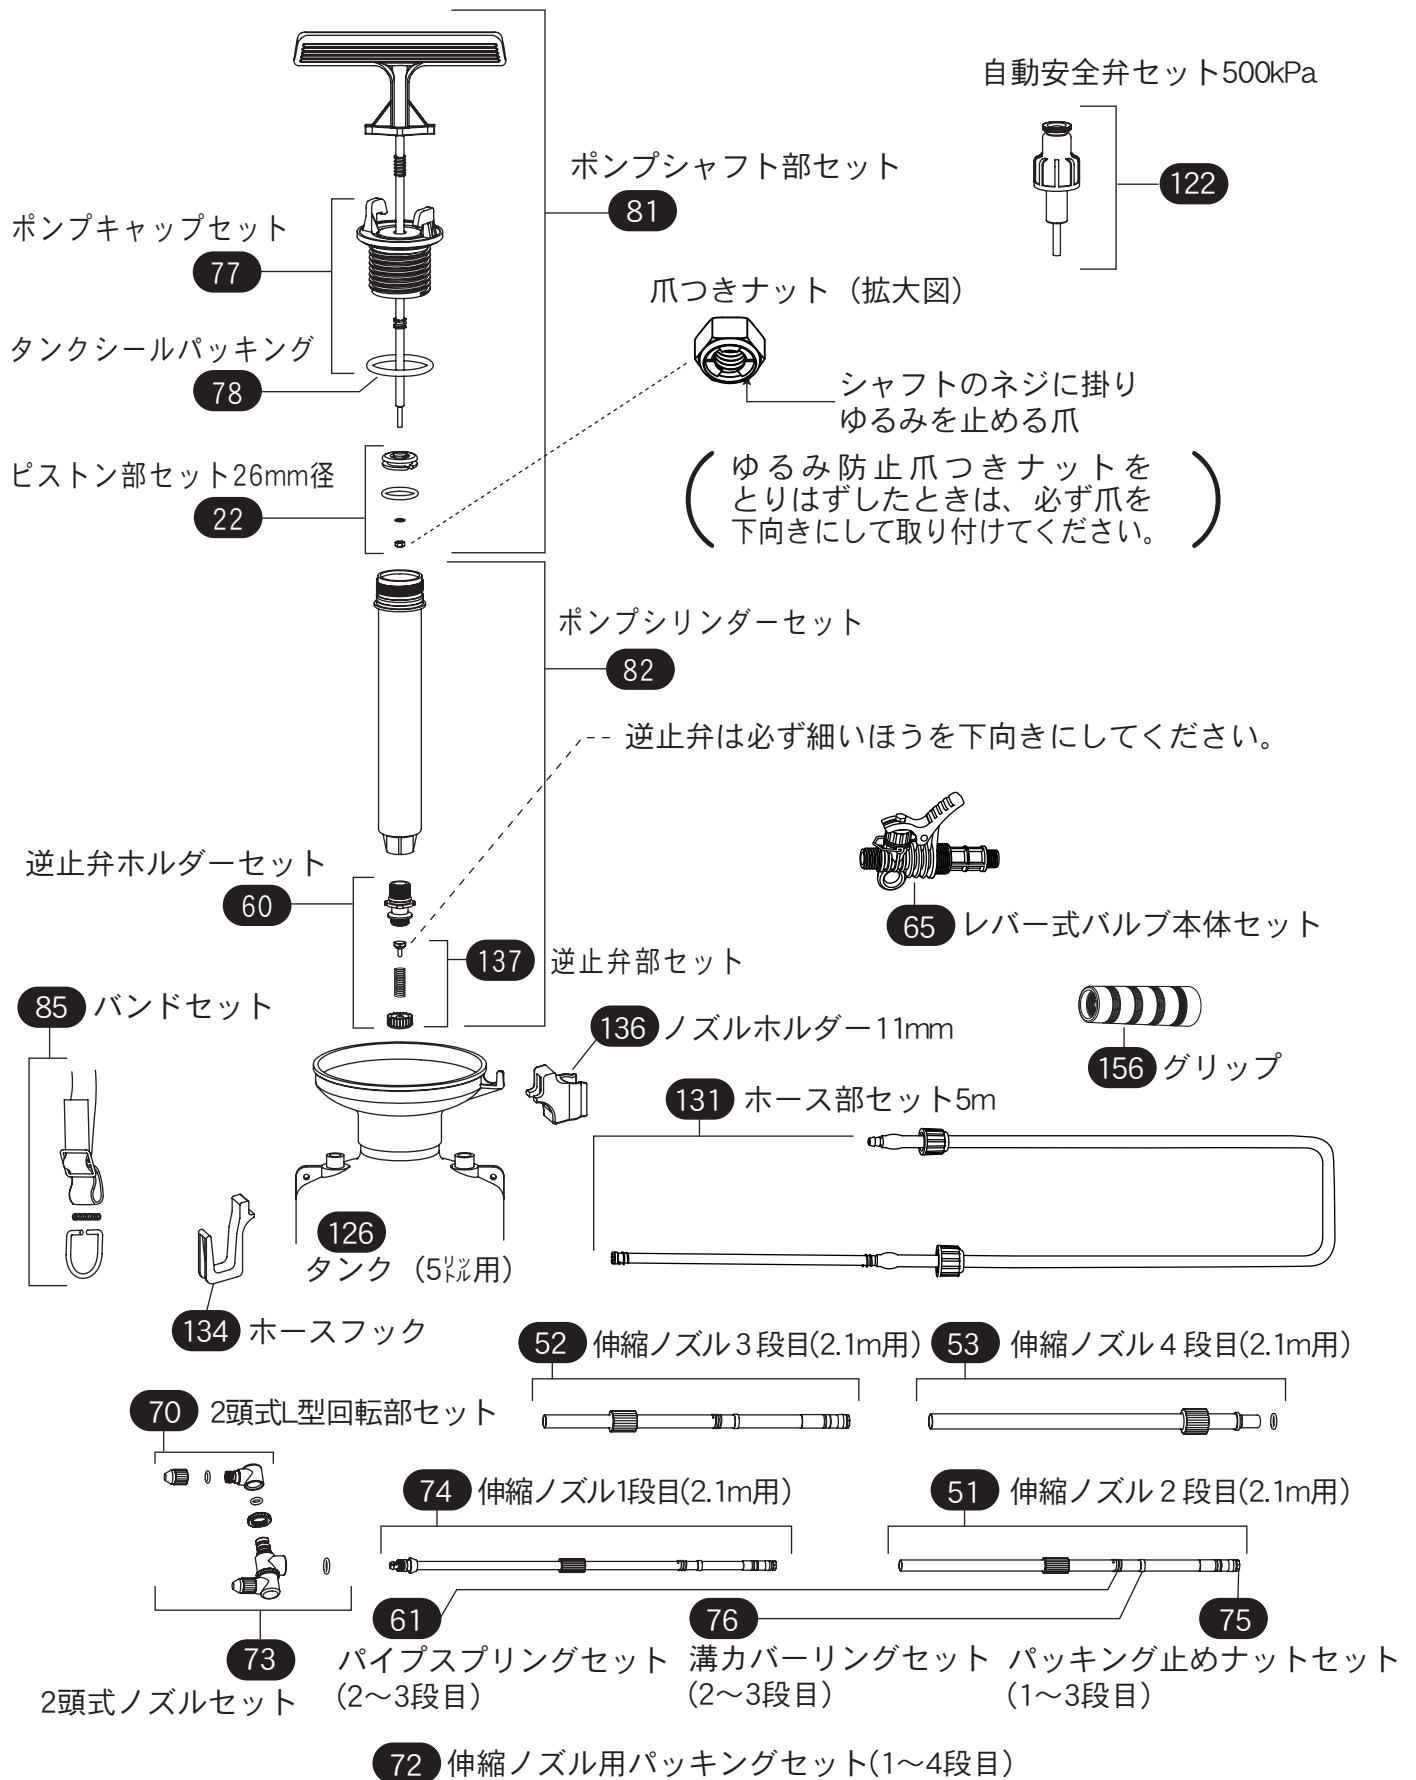 自動安全弁セット500kPa
122
ポンプシャフト部セット
81
ポンプキャップセット
77
爪つきナット（拡大図）
タンクシールパッキング
78
シャフトのネジに掛り
ゆるみを止める爪
ピストン部セット26mm径
22
ゆるみ防止爪つきナットを
とりはずしたときは、必ず爪を
下向きにして取り付けてください。
ポンプシリンダーセット
82
逆止弁は必ず細いほうを下向きにしてください。
逆止弁ホルダーセット
60
65 レバー式バルブ本体セット
137 逆止弁部セット
85 バンドセット
136 ノズルホルダー11mm
156 グリップ
131 ホース部セット5m
126
タンク（5リットル用）
134 ホースフック
52 伸縮ノズル３段目(2.1m用)
53 伸縮ノズル４段目(2.1m用)
70 2頭式L型回転部セット
74 伸縮ノズル1段目(2.1m用)
51 伸縮ノズル２段目(2.1m用)
61
パイプスプリングセット
(2〜3段目)
76
溝カバーリングセット
(2〜3段目)
75
パッキング止めナットセット
(1〜3段目)
73
2頭式ノズルセット
72 伸縮ノズル用パッキングセット(1〜4段目)